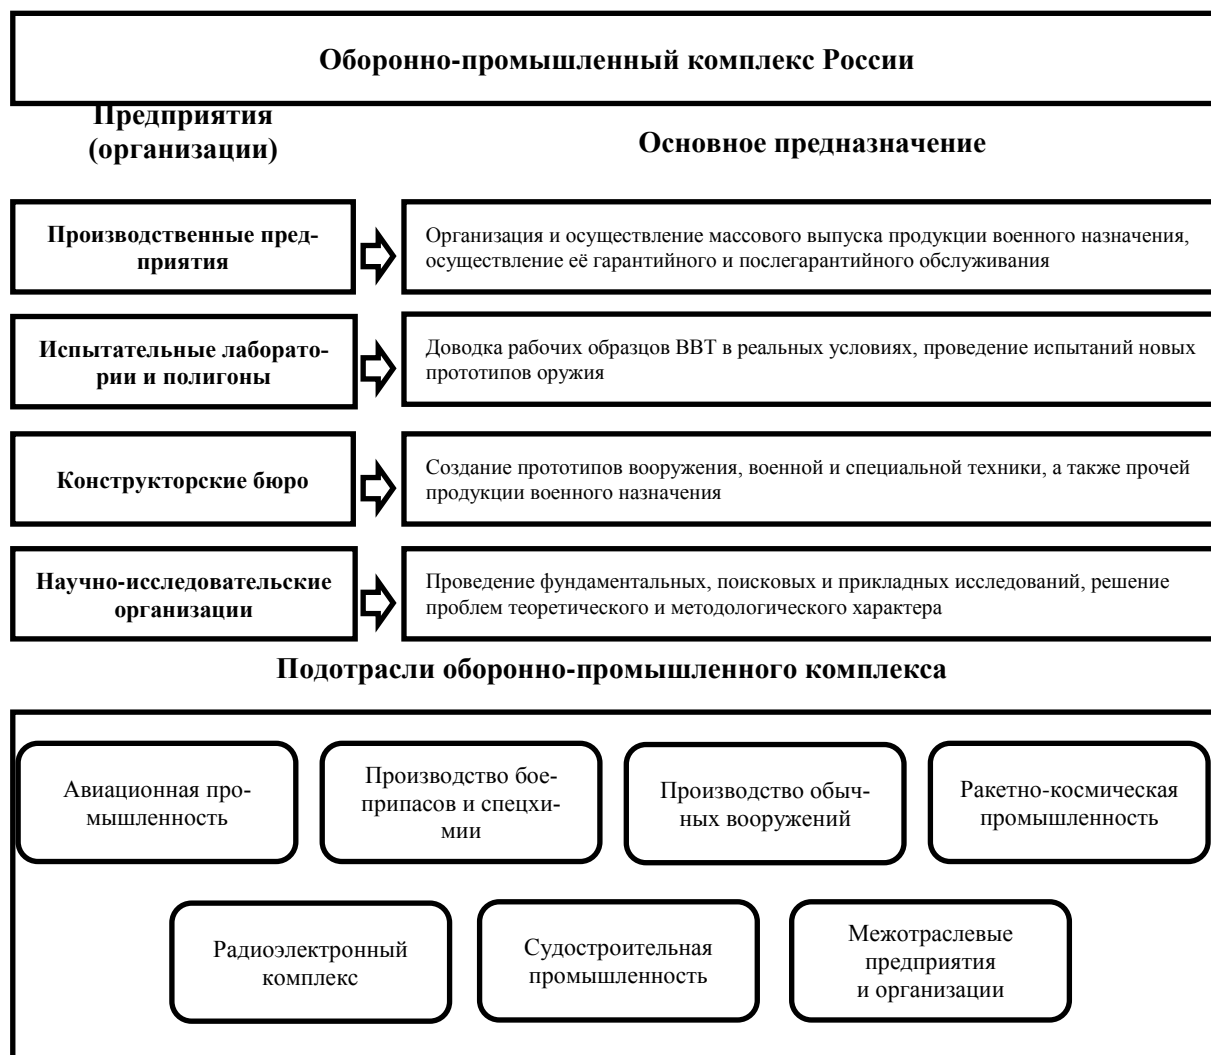 Оборонно-промышленный комплекс России
Предприятия
(организации)
Основное предназначение
Производственные пред-
приятия
Организация и осуществление массового выпуска продукции военного назначения,
осуществление её гарантийного и послегарантийного обслуживания
Испытательные лаборато-
рии и полигоны
Доводка рабочих образцов ВВТ в реальных условиях, проведение испытаний новых
прототипов оружия
Конструкторские бюро
Создание прототипов вооружения, военной и специальной техники, а также прочей
продукции военного назначения
Научно-исследовательские
организации
Проведение фундаментальных, поисковых и прикладных исследований, решение
проблем теоретического и методологического характера
Подотрасли оборонно-промышленного комплекса
Авиационная про-
мышленность
Производство бое-
припасов и спецхи-
мии
Производство обыч-
ных вооружений
Ракетно-космическая
промышленность
Радиоэлектронный
комплекс
Судостроительная
промышленность
Межотраслевые
предприятия
и организации